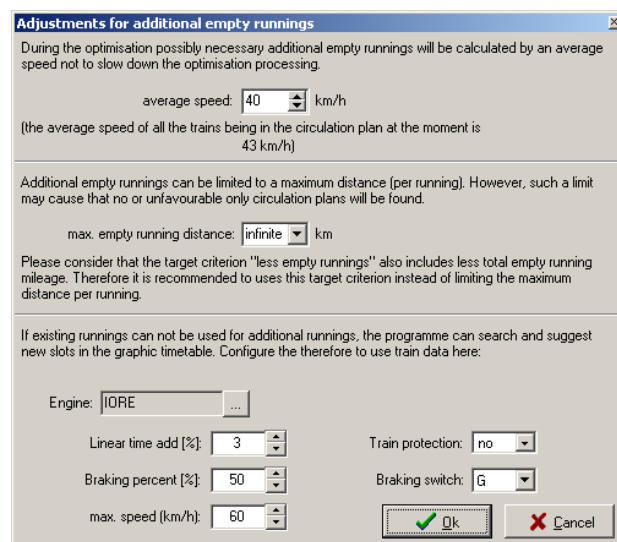 Adjustments for additional empty runnings
During the optimisation possibly necessary additional empty runnings will be calculated by an average
speed not to slow down the optimisation processing.
average speed: 40 km/h
(the average speed of all the trains being in the circulation plan at the moment is
43 km/h)
Additional empty runnings can be limited to a maximum distance (per running). However, such a limit
may cause that no or unfavourable only circulation plans will be found.
max. empty running distance: infinite km
Please consider that the target criterion "less empty runnings" also includes less total empty running
mileage. Therefore it is recommended to uses this target criterion instead of limiting the maximum
distance per running.
If existing runnings can not be used for additional runnings, the programme can search and suggest
new slots in the graphic timetable. Configure the therefore to use train data here:
Engine: IORE ...
Linear time add [%]: 3 Train protection: no
Braking percent [%]: 50 Braking switch: G
max. speed (km/h): 60 Ok Cancel